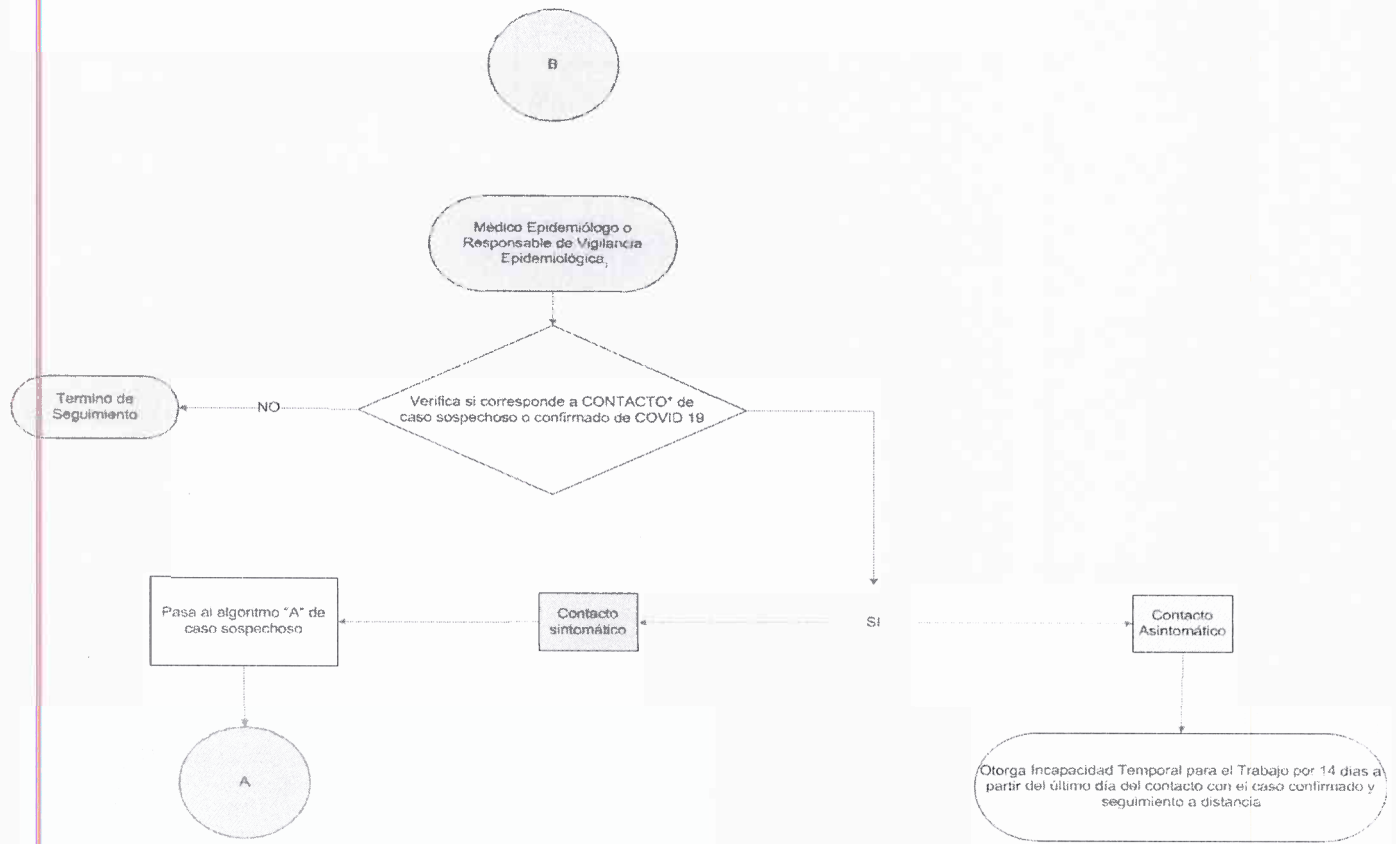 B
Médico Epidemiólogo o
Responsable de Vigilancia
Epidemiológica,
Verifica si corresponde a CONTACTO* de
caso sospechoso o confirmado de COVID 19
NO
Termino de
Seguimiento
SI
Contacto
sintomático
Pasa al algoritmo "A" de
caso sospechoso
A
Contacto
Asintomático
Otorga Incapacidad Temporal para el Trabajo por 14 días a
partir del último día del contacto con el caso confirmado y
seguimiento a distancia